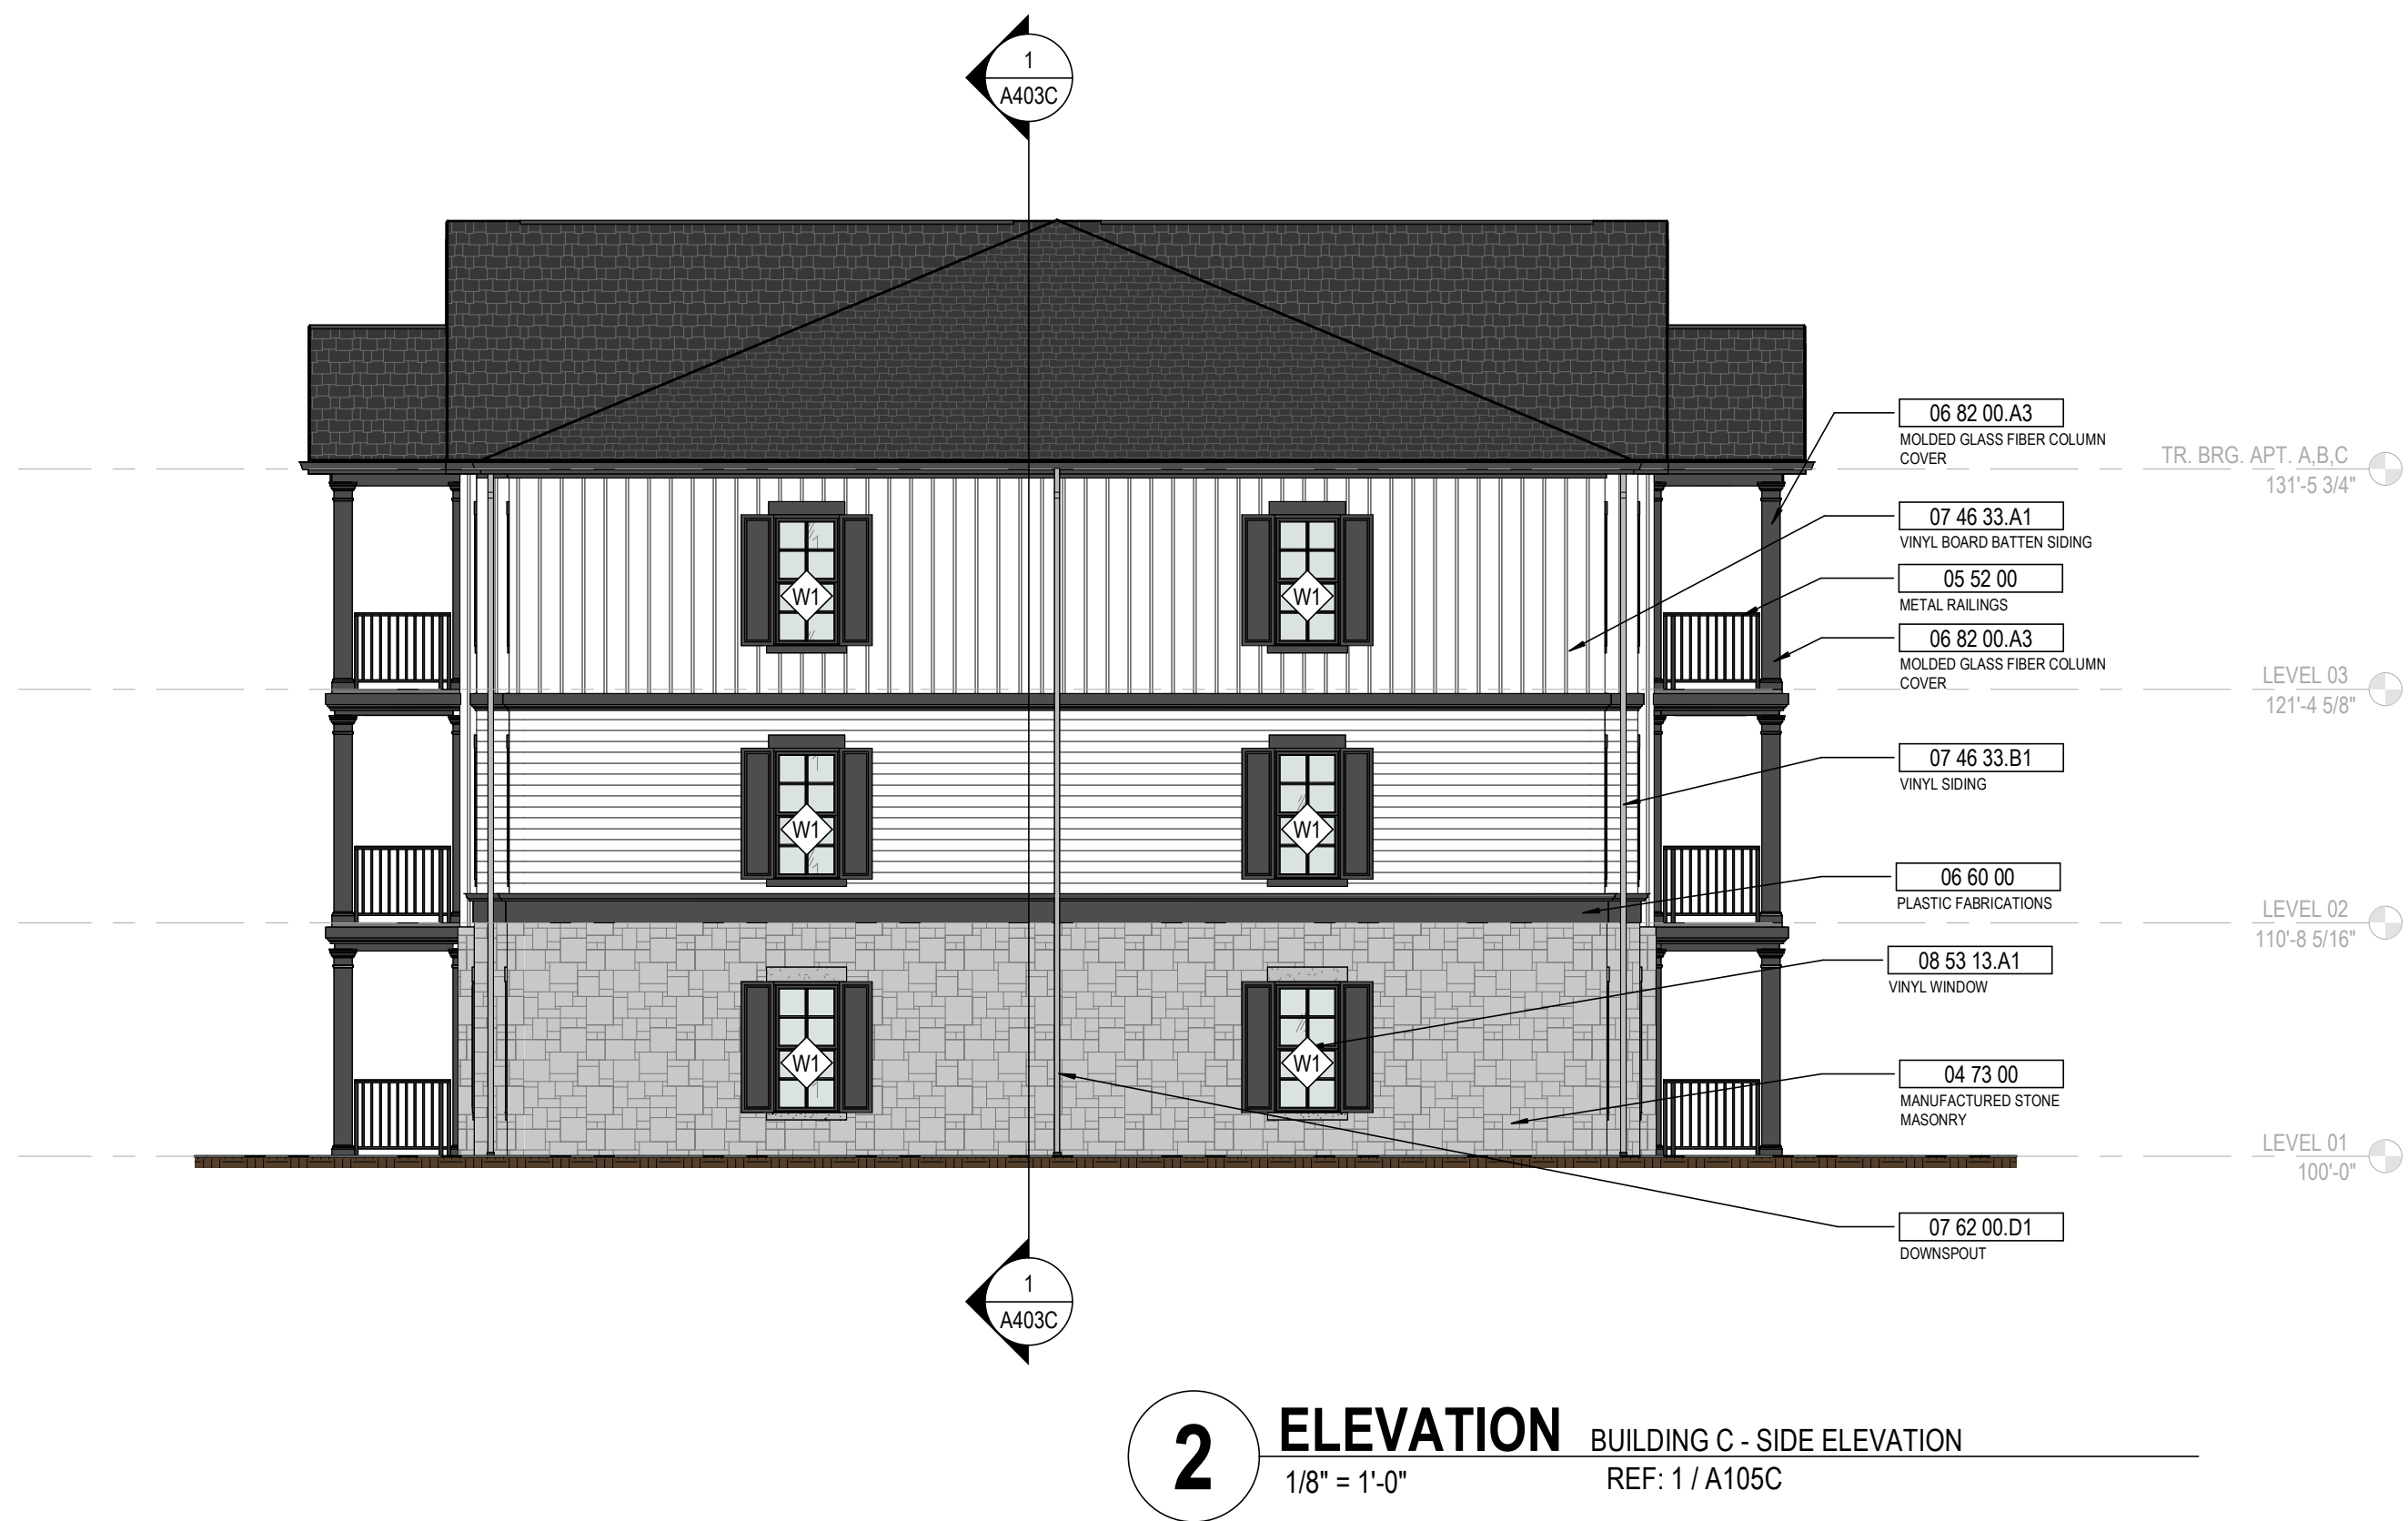 1
A403C
06 82 00.A3
MOLDED GLASS FIBER COLUMN
COVER
TR. BRG. APT. A,B,C
131'-5 3/4"
07 46 33.A1
VINYL BOARD BATTEN SIDING
05 52 00
METAL RAILINGS
W1
W1
06 82 00.A3
MOLDED GLASS FIBER COLUMN
COVER
LEVEL 03
121'-4 5/8"
07 46 33.B1
VINYL SIDING
W1
W1
06 60 00
PLASTIC FABRICATIONS
LEVEL 02
110'-8 5/16"
08 53 13.A1
VINYL WINDOW
W1
W1
04 73 00
MANUFACTURED STONE
MASONRY
LEVEL 01
100'-0"
07 62 00.D1
DOWNSPOUT
1
A403C
2
ELEVATION BUILDING C - SIDE ELEVATION
1/8" = 1'-0" REF: 1 / A105C